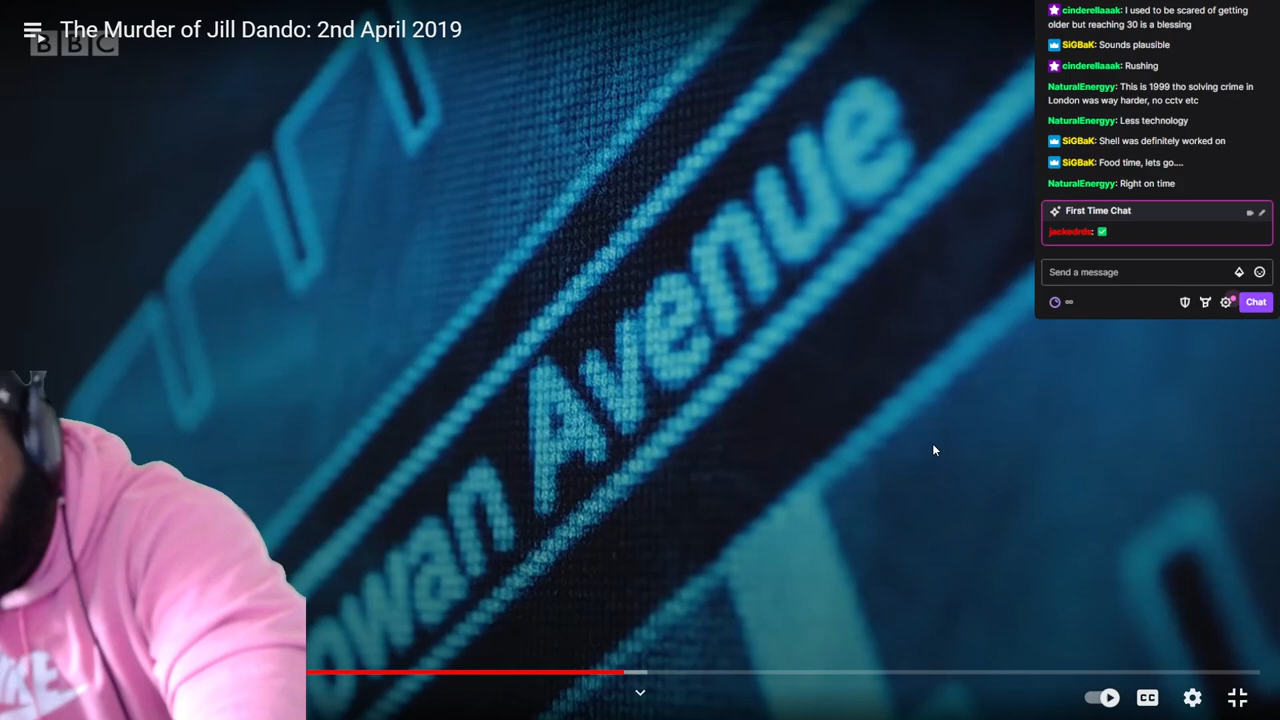 The Murder of Jill Dando: 2nd April 2019
BBC
cinderellaaak: I used to be scared of getting
older but reaching 30 is a blessing
SiGBaK: Sounds plausible
cinderellaaak: Rushing
NaturalEnergyy: This is 1999 tho solving crime in
London was way harder, no cctv etc
NaturalEnergyy: Less technology
SiGBaK: Shell was definitely worked on
SiGBaK: Food time, lets go....
NaturalEnergyy: Right on time
First Time Chat
jackedrds:
Send a message
Chat
owan Avenue
CC